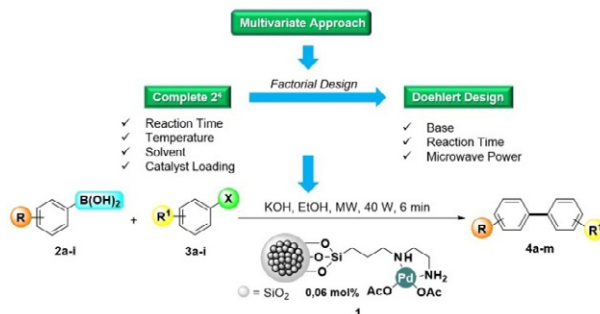 Multivariate Approach
Factorial Design
Complete 2⁴
Doehlert Design
✓ Reaction Time
✓ Temperature
✓ Solvent
✓ Catalyst Loading
✓ Base
✓ Reaction Time
✓ Microwave Power
R
B(OH)₂
+
R¹
X
KOH, EtOH, MW, 40 W, 6 min
R
R¹
2a-i
3a-i
4a-m
O
O
O
Si
NH
NH₂
Pd
AcO
OAc
= SiO₂
0,06 mol%
1